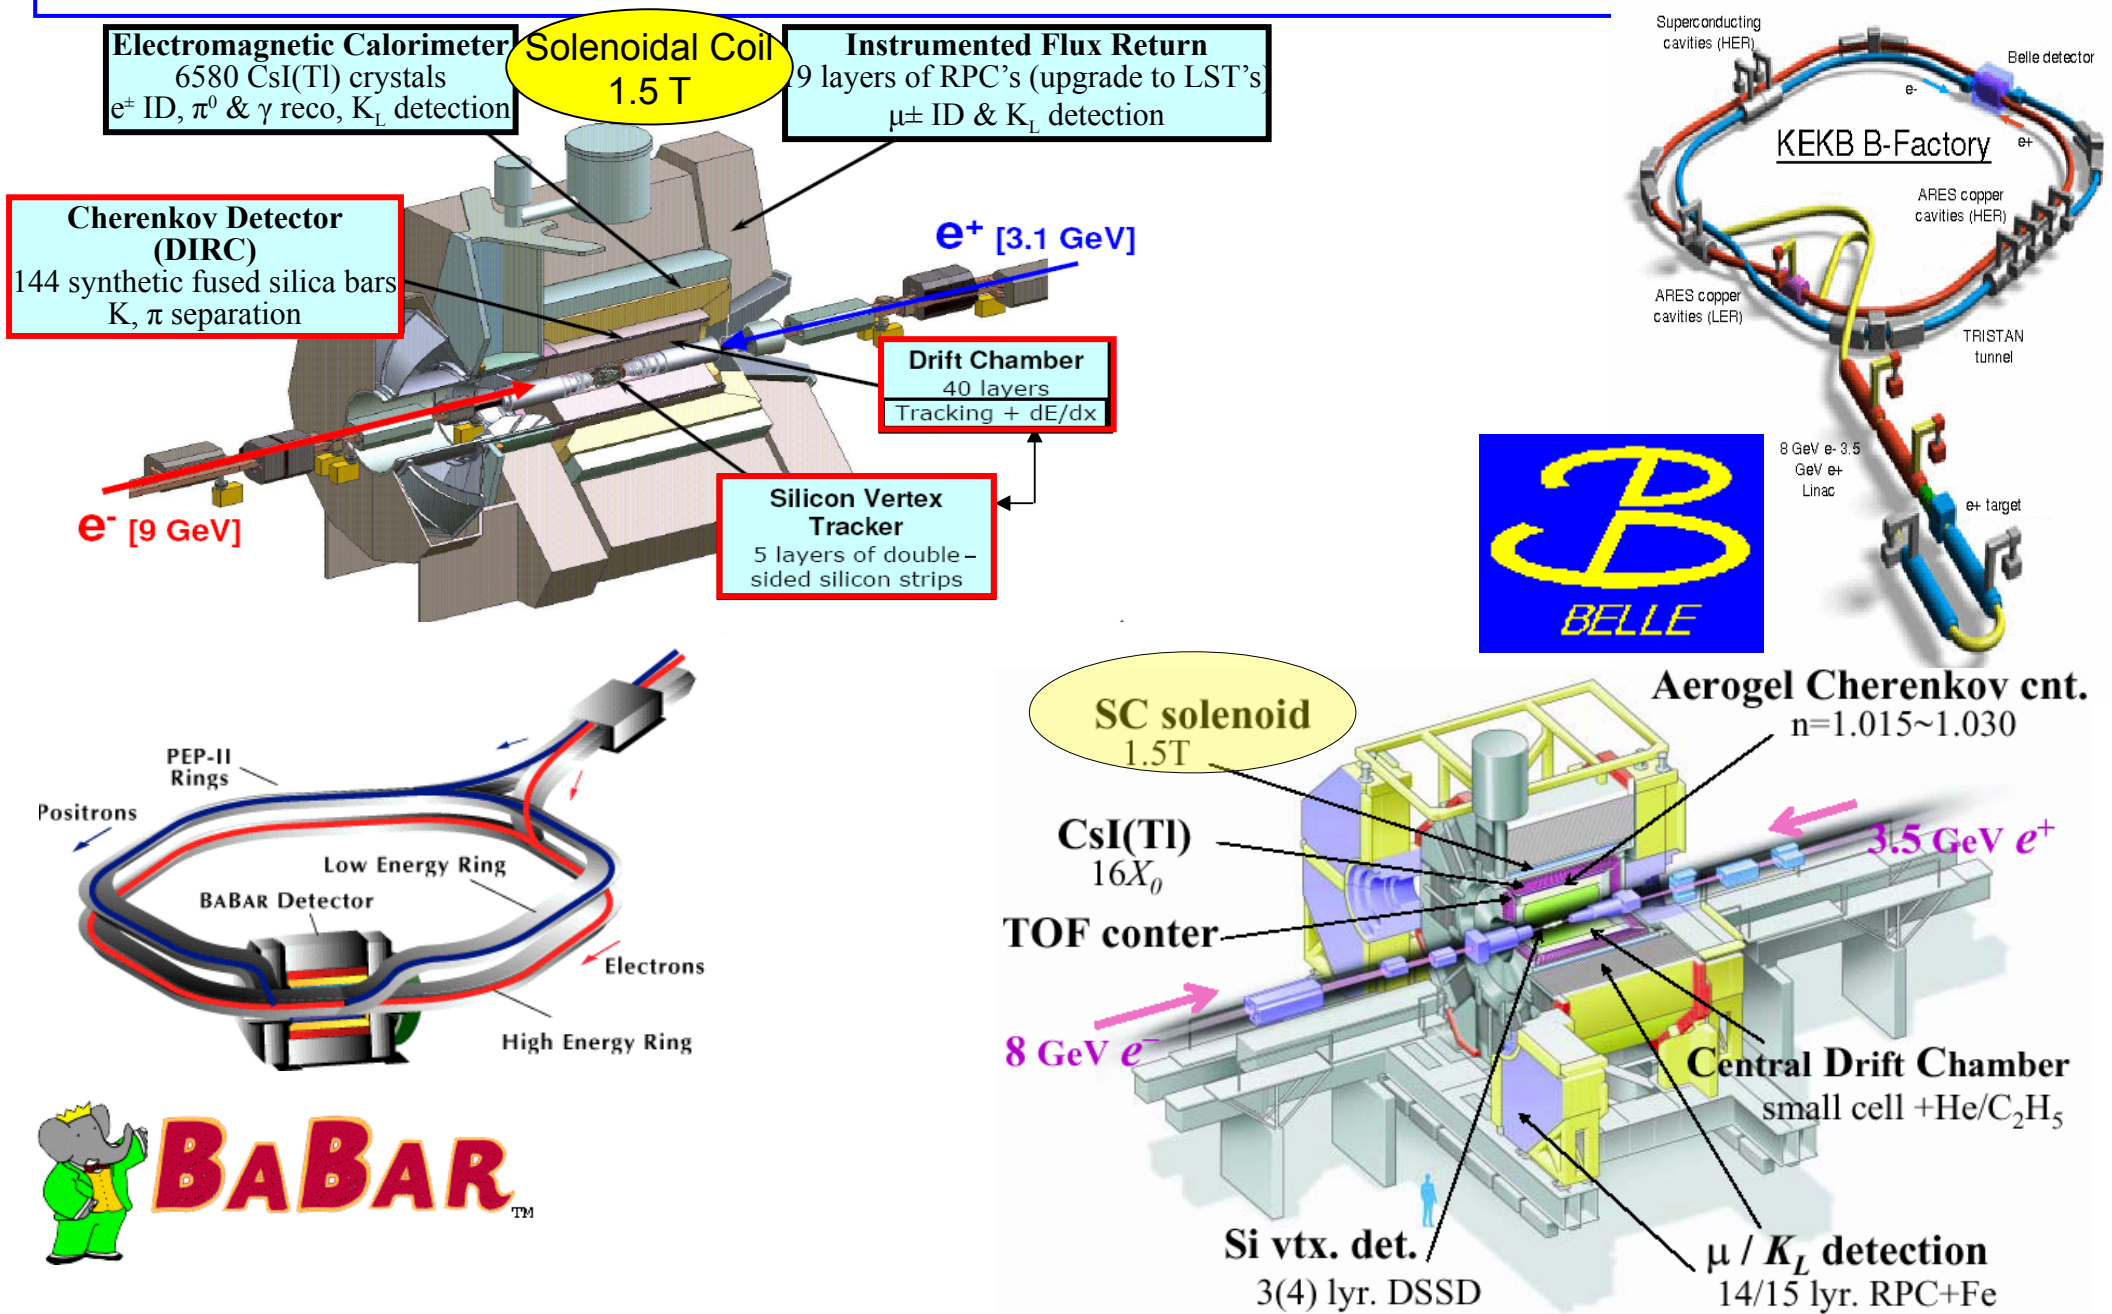 Electromagnetic Calorimeter
6580 CsI(Tl) crystals
e± ID, π⁰ & γ reco, K_L detection
Solenoidal Coil
1.5 T
Instrumented Flux Return
19 layers of RPC's (upgrade to LST's)
μ± ID & K_L detection
Cherenkov Detector
(DIRC)
144 synthetic fused silica bars
K, π separation
e⁺ [3.1 GeV]
Drift Chamber
40 layers
Tracking + dE/dx
Silicon Vertex
Tracker
5 layers of double-
sided silicon strips
e⁻ [9 GeV]
Superconducting
cavities (HER)
Belle detector
e-
e+
KEKB B-Factory
ARES copper
cavities (HER)
ARES copper
cavities (LER)
TRISTAN
tunnel
8 GeV e- 3.5
GeV e+
Linac
e+ target
B
BELLE
PEP-II
Rings
Positrons
Low Energy Ring
BABAR Detector
Electrons
High Energy Ring
BABAR
TM
SC solenoid
1.5T
Aerogel Cherenkov cnt.
n=1.015~1.030
CsI(Tl)
16X₀
TOF conter
3.5 GeV e⁺
8 GeV e⁻
Central Drift Chamber
small cell +He/C₂H₅
Si vtx. det.
3(4) lyr. DSSD
μ / K_L detection
14/15 lyr. RPC+Fe